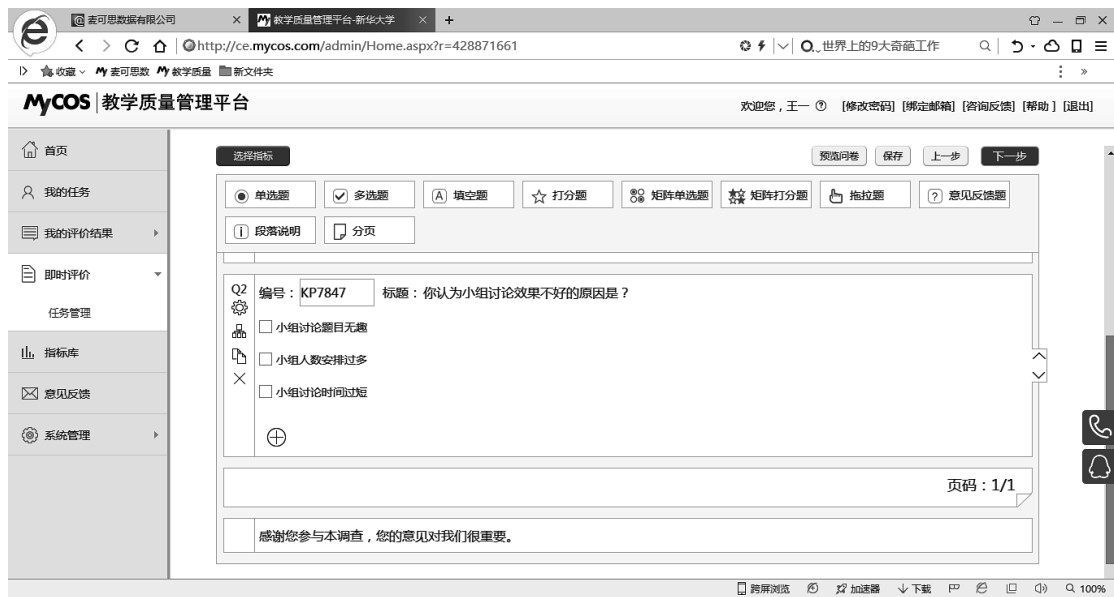 麦可思数据有限公司
教学质量管理平台-新华大学
http://ce.mycos.com/admin/Home.aspx?r=428871661
世界上的9大奇葩工作
收藏 麦可思数 教学质量 新文件夹
MyCOS 教学质量管理平台
欢迎您，王一 [修改密码] [绑定邮箱] [咨询反馈] [帮助 ] [退出]
首页
我的任务
我的评价结果
即时评价
任务管理
指标库
意见反馈
系统管理
选择指标
预览问卷 保存 上一步 下一步
单选题 多选题 填空题 打分题 矩阵单选题 矩阵打分题 拖拉题 意见反馈题
段落说明 分页
Q2 编号：KP7847 标题：你认为小组讨论效果不好的原因是？
小组讨论题目无趣
小组人数安排过多
小组讨论时间过短
页码：1/1
感谢您参与本调查，您的意见对我们很重要。
跨屏浏览 加速器 下载 100%